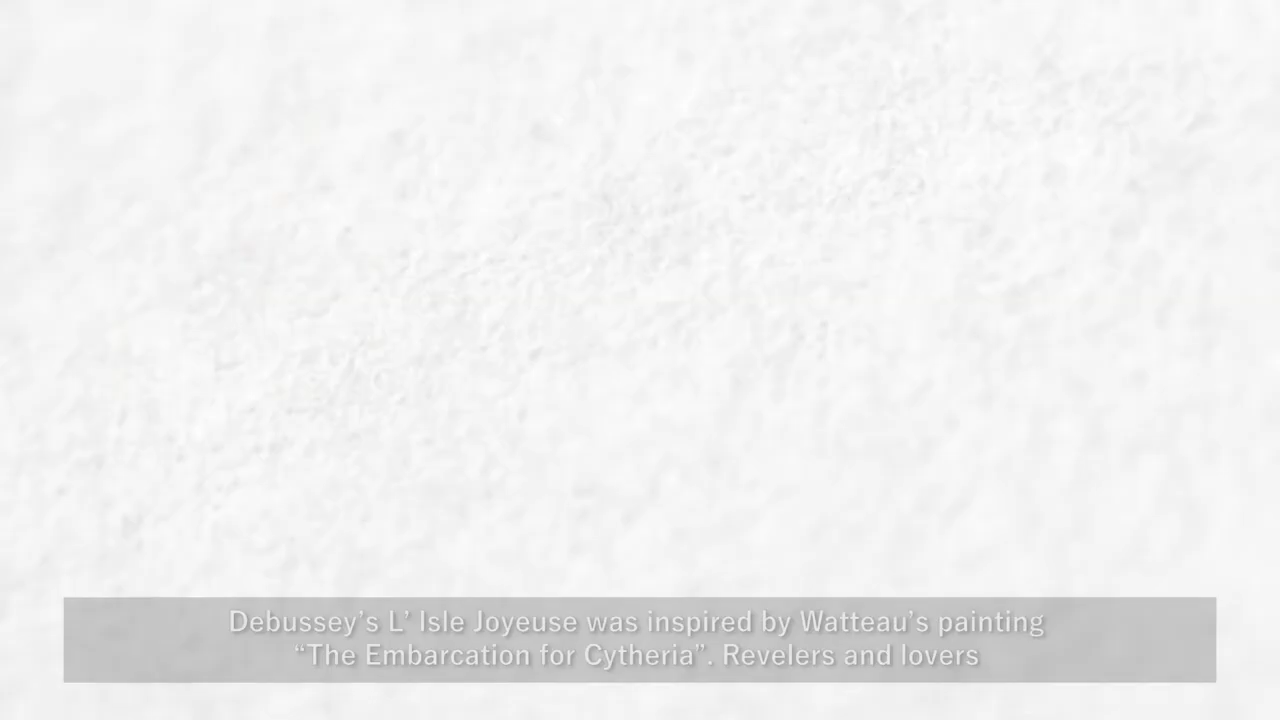 Debussey’s L’ Isle Joyeuse was inspired by Watteau’s painting
“The Embarcation for Cytheria”. Revelers and lovers